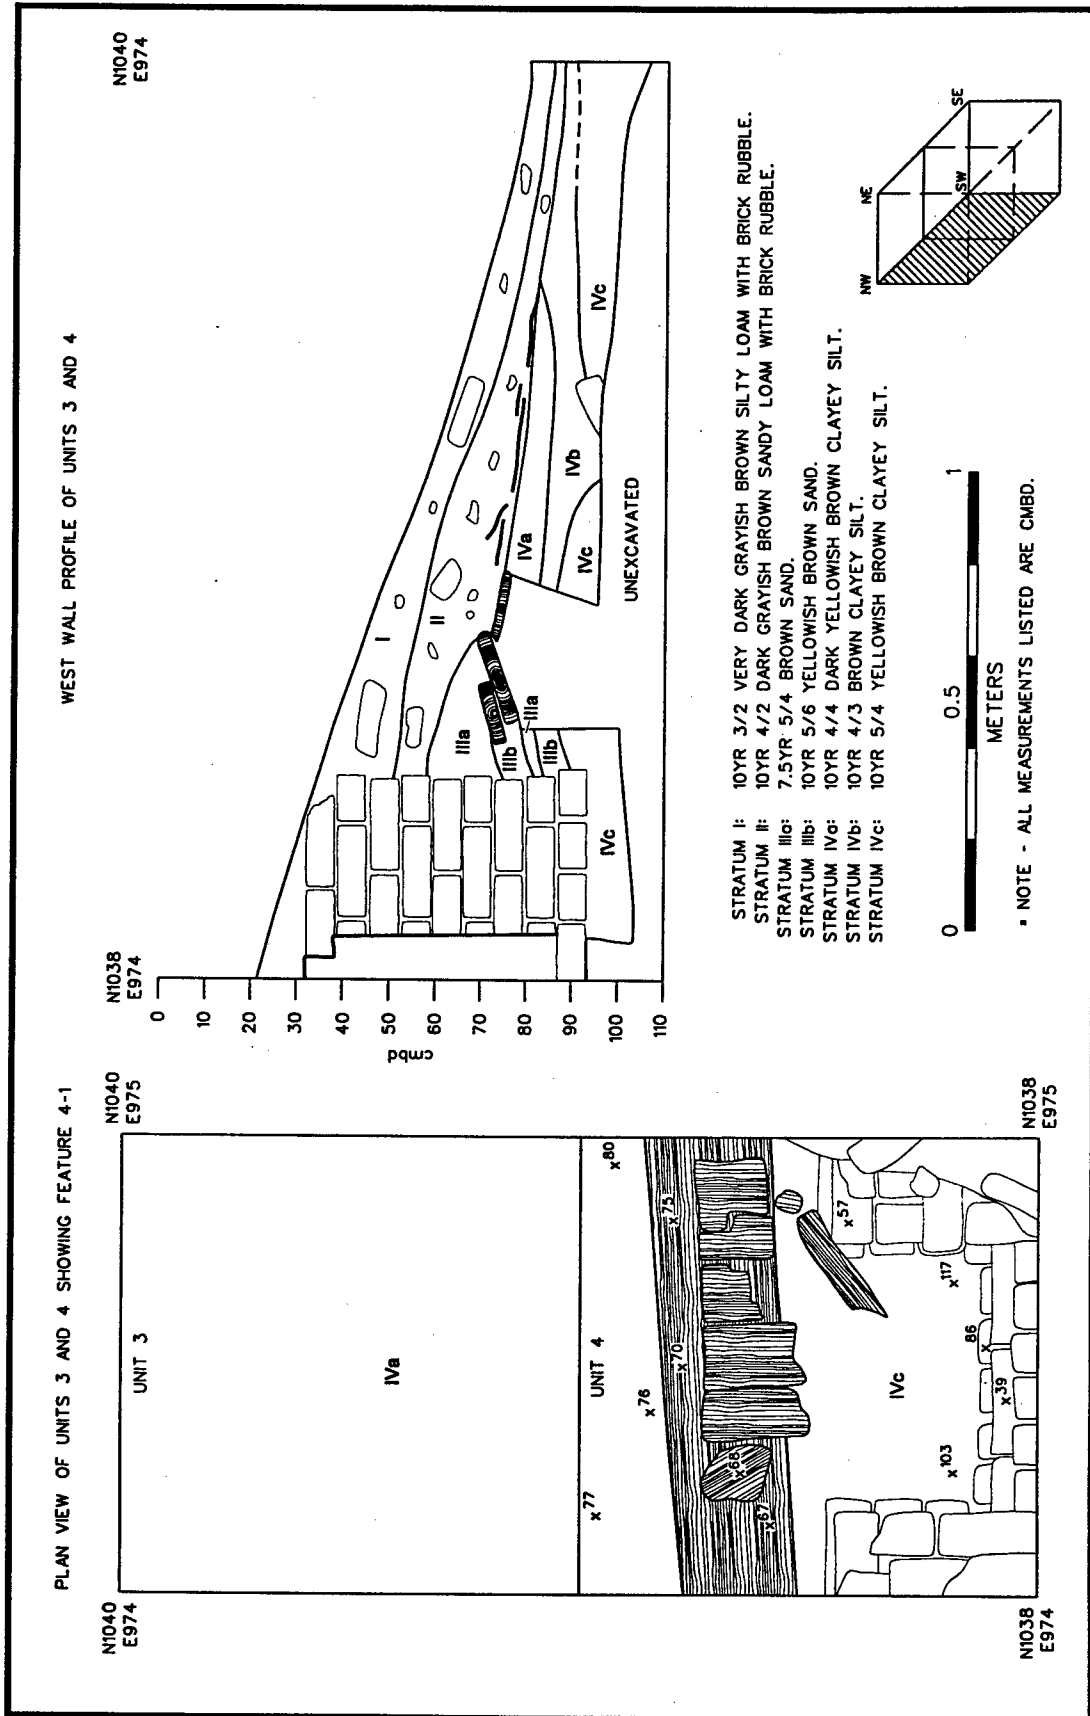 PLAN VIEW OF UNITS 3 AND 4 SHOWING FEATURE 4-1
N1040
E974
N1040
E975
UNIT 3
IVa
UNIT 4
x77
x76
x80
x75
x70
x68
x67
x57
IVc
x117
x103
86
x
x39
N1038
E974
N1038
E975
WEST WALL PROFILE OF UNITS 3 AND 4
N1038
E974
N1040
E974
0
10
20
30
40
50
60
70
80
90
100
110
cmbd
I
II
IIIa
IIIb
IIIa
IIIb
IVc
IVa
IVb
IVc
IVc
UNEXCAVATED
STRATUM I: 10YR 3/2 VERY DARK GRAYISH BROWN SILTY LOAM WITH BRICK RUBBLE.
STRATUM II: 10YR 4/2 DARK GRAYISH BROWN SANDY LOAM WITH BRICK RUBBLE.
STRATUM IIIa: 7.5YR 5/4 BROWN SAND.
STRATUM IIIb: 10YR 5/6 YELLOWISH BROWN SAND.
STRATUM IVa: 10YR 4/4 DARK YELLOWISH BROWN CLAYEY SILT.
STRATUM IVb: 10YR 4/3 BROWN CLAYEY SILT.
STRATUM IVc: 10YR 5/4 YELLOWISH BROWN CLAYEY SILT.
NW
NE
SW
SE
0 0.5 1
METERS
* NOTE - ALL MEASUREMENTS LISTED ARE CMBD.